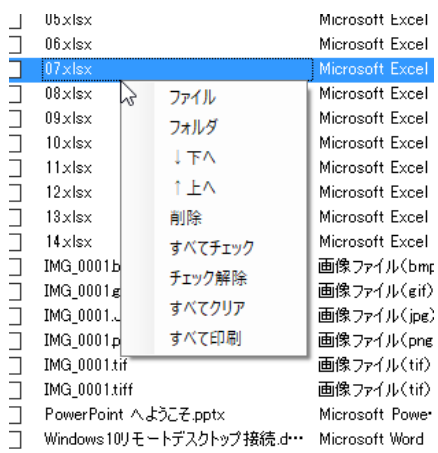 05.xlsx Microsoft Excel
06.xlsx Microsoft Excel
07.xlsx Microsoft Excel
08.xlsx Microsoft Excel
09.xlsx Microsoft Excel
10.xlsx Microsoft Excel
11.xlsx Microsoft Excel
12.xlsx Microsoft Excel
13.xlsx Microsoft Excel
14.xlsx Microsoft Excel
IMG_0001.b 画像ファイル(bmp
IMG_0001.g 画像ファイル(gif)
IMG_0001.. 画像ファイル(jpg)
IMG_0001.p 画像ファイル(png
IMG_0001.tif 画像ファイル(tif)
IMG_0001.tiff 画像ファイル(tif)
PowerPoint へようこそ.pptx Microsoft Powe
Windows10リモートデスクトップ接続.d… Microsoft Word
ファイル
フォルダ
↓下へ
↑上へ
削除
すべてチェック
チェック解除
すべてクリア
すべて印刷